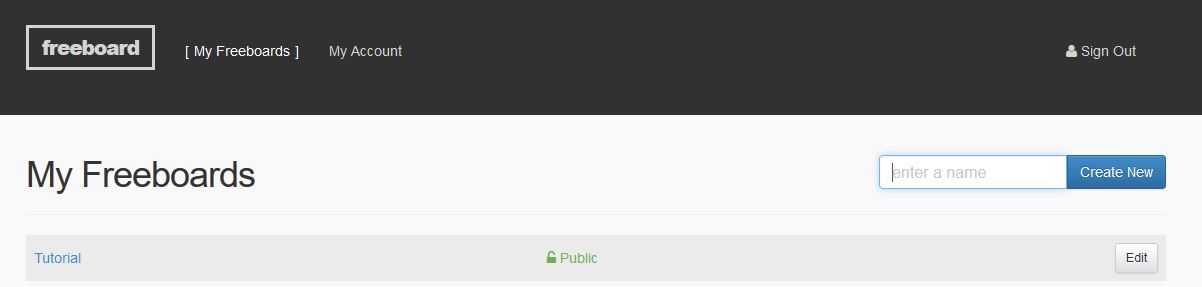 freeboard
[ My Freeboards ]
My Account
Sign Out
My Freeboards
enter a name
Create New
Tutorial
Public
Edit